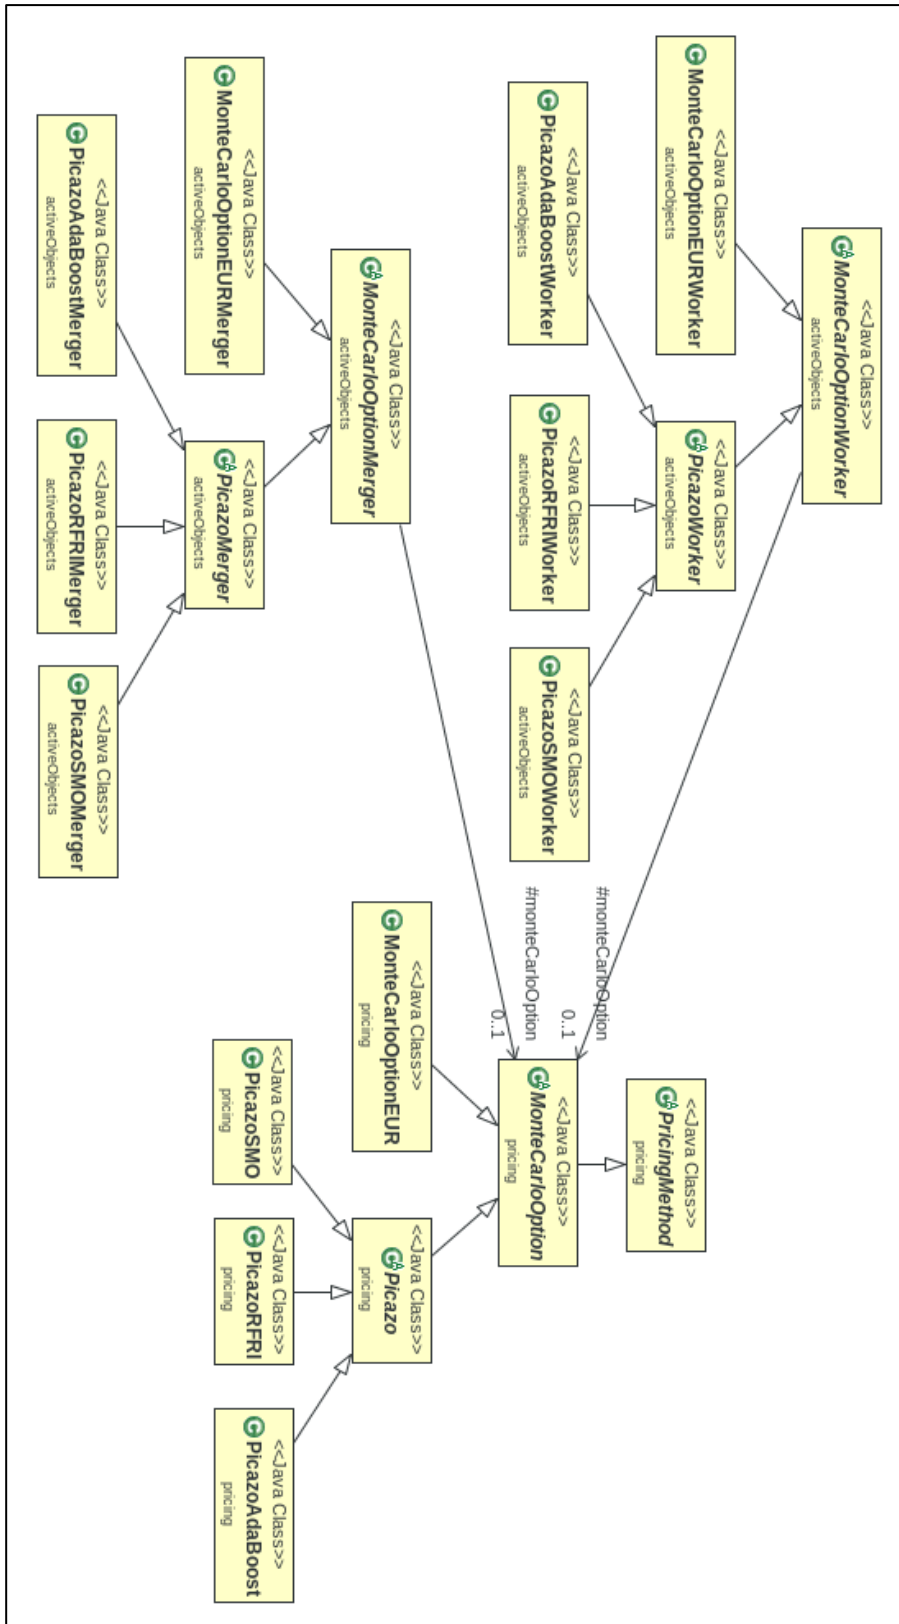 <<Java Class>>
MonteCarloOptionWorker
activeObjects
<<Java Class>>
MonteCarloOptionEURWorker
activeObjects
<<Java Class>>
PicazoWorker
activeObjects
<<Java Class>>
PicazoAdaBoostWorker
activeObjects
<<Java Class>>
PicazoRFRIWorker
activeObjects
<<Java Class>>
PicazoSMOWorker
activeObjects
<<Java Class>>
MonteCarloOptionMerger
activeObjects
<<Java Class>>
MonteCarloOptionEURMerger
activeObjects
<<Java Class>>
PicazoMerger
activeObjects
<<Java Class>>
PicazoAdaBoostMerger
activeObjects
<<Java Class>>
PicazoRFRIMerger
activeObjects
<<Java Class>>
PicazoSMOMerger
activeObjects
#monteCarloOption
0..1
#monteCarloOption
0..1
<<Java Class>>
PricingMethod
pricing
<<Java Class>>
MonteCarloOption
pricing
<<Java Class>>
MonteCarloOptionEUR
pricing
<<Java Class>>
Picazo
pricing
<<Java Class>>
PicazoSMO
pricing
<<Java Class>>
PicazoRFRI
pricing
<<Java Class>>
PicazoAdaBoost
pricing